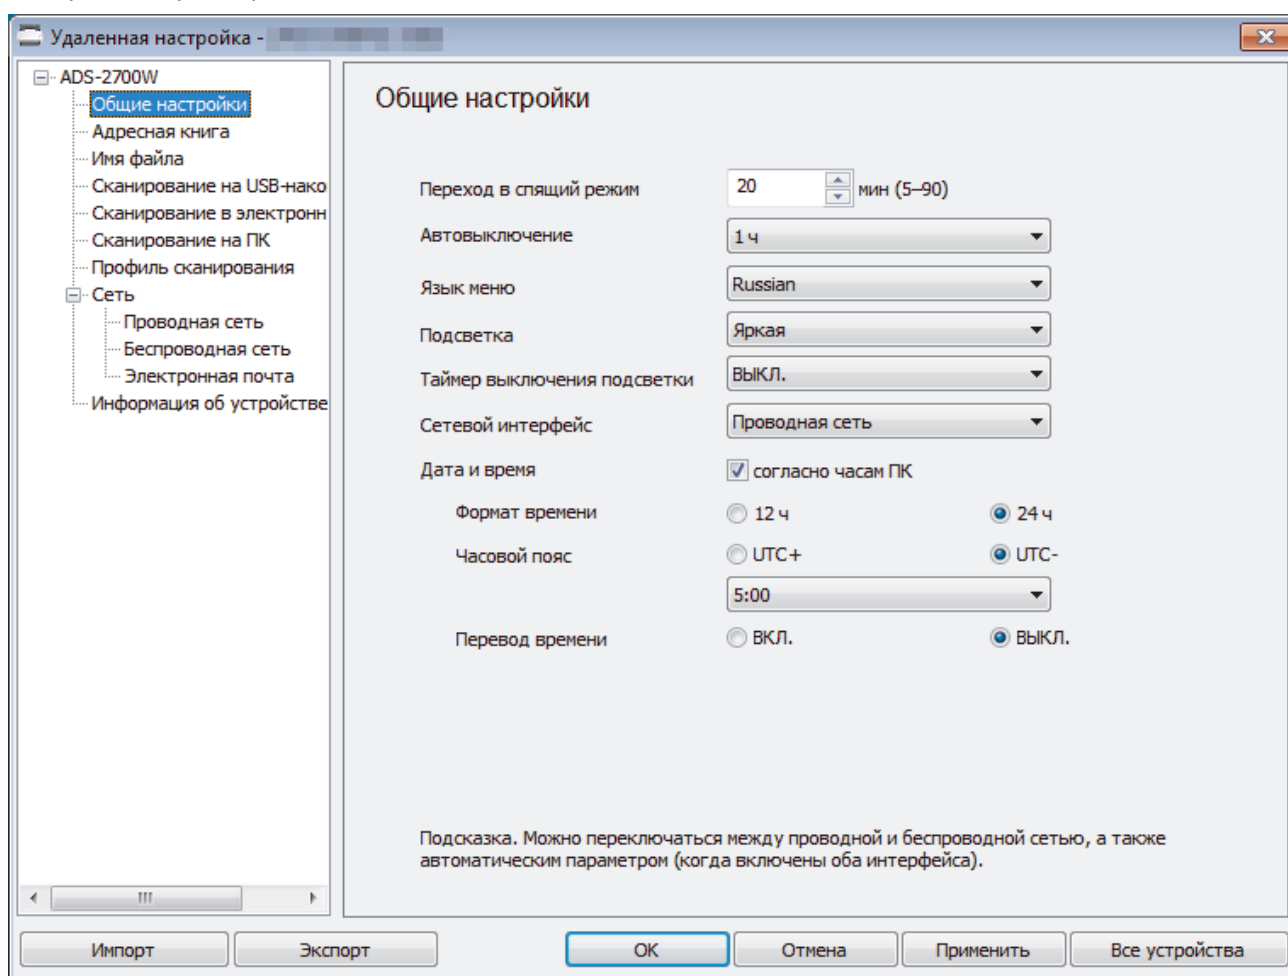 Удаленная настройка -
ADS-2700W
Общие настройки
Адресная книга
Имя файла
Сканирование на USB-нако
Сканирование в электронн
Сканирование на ПК
Профиль сканирования
Сеть
Проводная сеть
Беспроводная сеть
Электронная почта
Информация об устройстве
Общие настройки
Переход в спящий режим 20 мин (5–90)
Автовыключение 1 ч
Язык меню Russian
Подсветка Яркая
Таймер выключения подсветки ВЫКЛ.
Сетевой интерфейс Проводная сеть
Дата и время согласно часам ПК
Формат времени 12 ч 24 ч
Часовой пояс UTC+ UTC-
5:00
Перевод времени ВКЛ. ВЫКЛ.
Подсказка. Можно переключаться между проводной и беспроводной сетью, а также
автоматическим параметром (когда включены оба интерфейса).
Импорт Экспорт OK Отмена Применить Все устройства